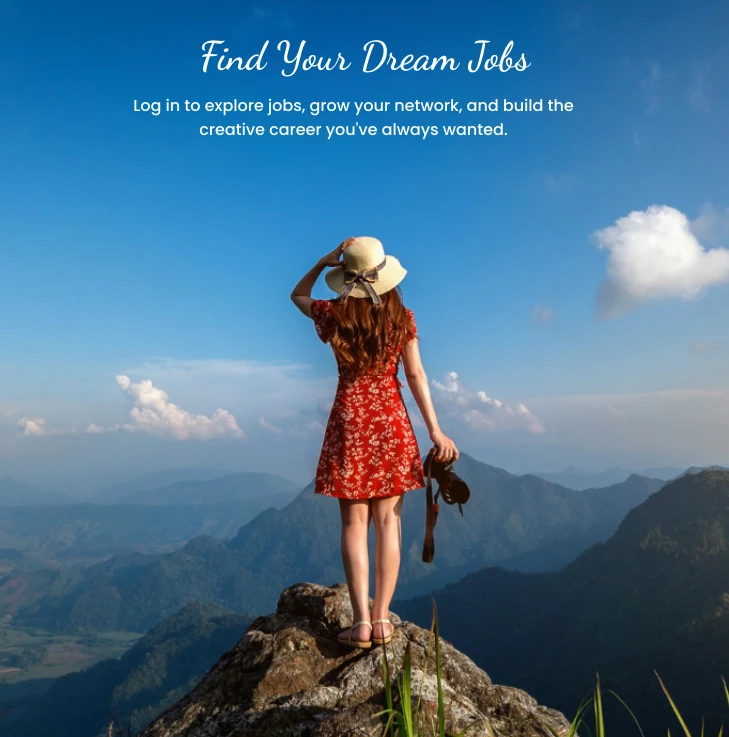 Find Your Dream Jobs
Log in to explore jobs, grow your network, and build the
creative career you've always wanted.